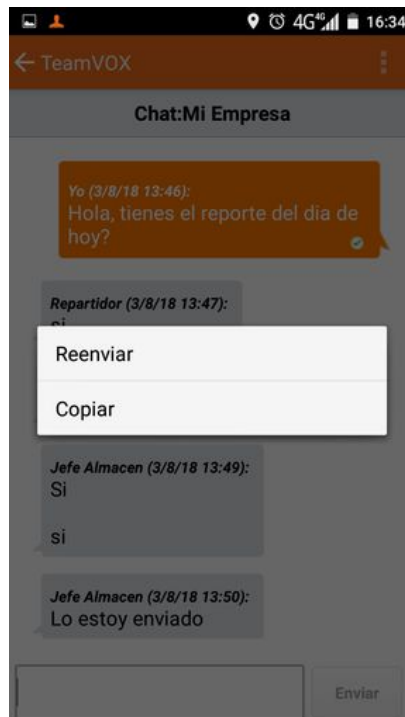 4G 4G 16:34
TeamVOX
Chat:Mi Empresa
Yo (3/8/18 13:46):
Hola, tienes el reporte del dia de
hoy?
Repartidor (3/8/18 13:47):
si
Reenviar
Copiar
Jefe Almacen (3/8/18 13:49):
Si
si
Jefe Almacen (3/8/18 13:50):
Lo estoy enviado
Enviar